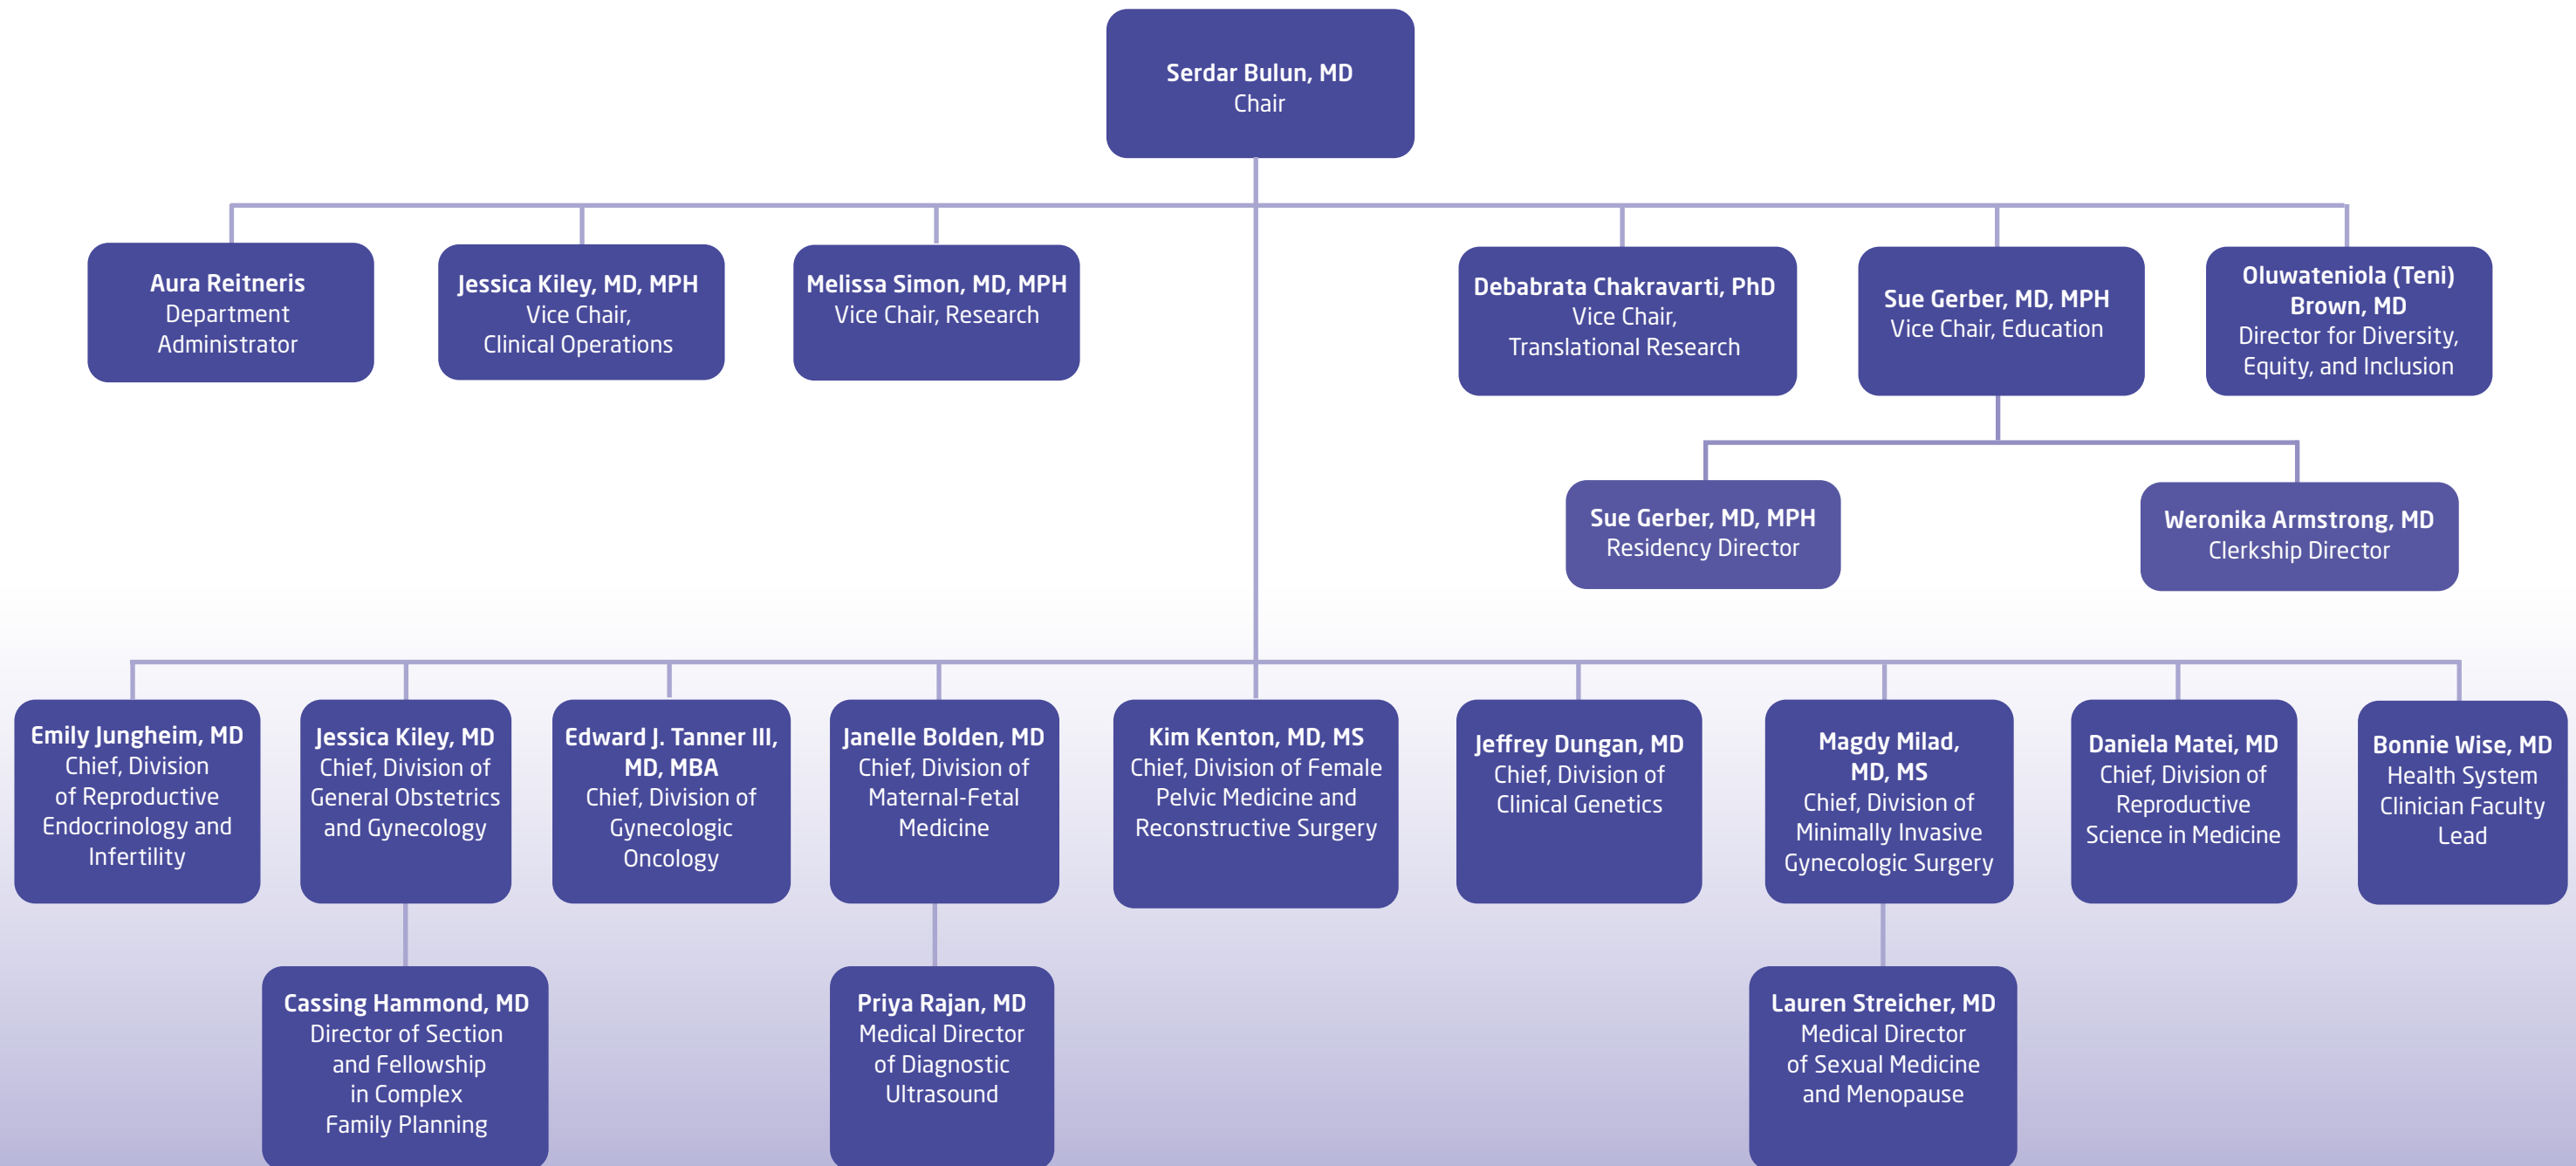 Serdar Bulun, MD
Chair
Aura Reitneris
Department
Administrator
Jessica Kiley, MD, MPH
Vice Chair,
Clinical Operations
Melissa Simon, MD, MPH
Vice Chair, Research
Debabrata Chakravarti, PhD
Vice Chair,
Translational Research
Sue Gerber, MD, MPH
Vice Chair, Education
Oluwateniola (Teni)
Brown, MD
Director for Diversity,
Equity, and Inclusion
Sue Gerber, MD, MPH
Residency Director
Weronika Armstrong, MD
Clerkship Director
Emily Jungheim, MD
Chief, Division
of Reproductive
Endocrinology and
Infertility
Jessica Kiley, MD
Chief, Division of
General Obstetrics
and Gynecology
Edward J. Tanner III,
MD, MBA
Chief, Division of
Gynecologic
Oncology
Janelle Bolden, MD
Chief, Division of
Maternal-Fetal
Medicine
Kim Kenton, MD, MS
Chief, Division of Female
Pelvic Medicine and
Reconstructive Surgery
Jeffrey Dungan, MD
Chief, Division of
Clinical Genetics
Magdy Milad,
MD, MS
Chief, Division of
Minimally Invasive
Gynecologic Surgery
Daniela Matei, MD
Chief, Division of
Reproductive
Science in Medicine
Bonnie Wise, MD
Health System
Clinician Faculty
Lead
Cassing Hammond, MD
Director of Section
and Fellowship
in Complex
Family Planning
Priya Rajan, MD
Medical Director
of Diagnostic
Ultrasound
Lauren Streicher, MD
Medical Director
of Sexual Medicine
and Menopause